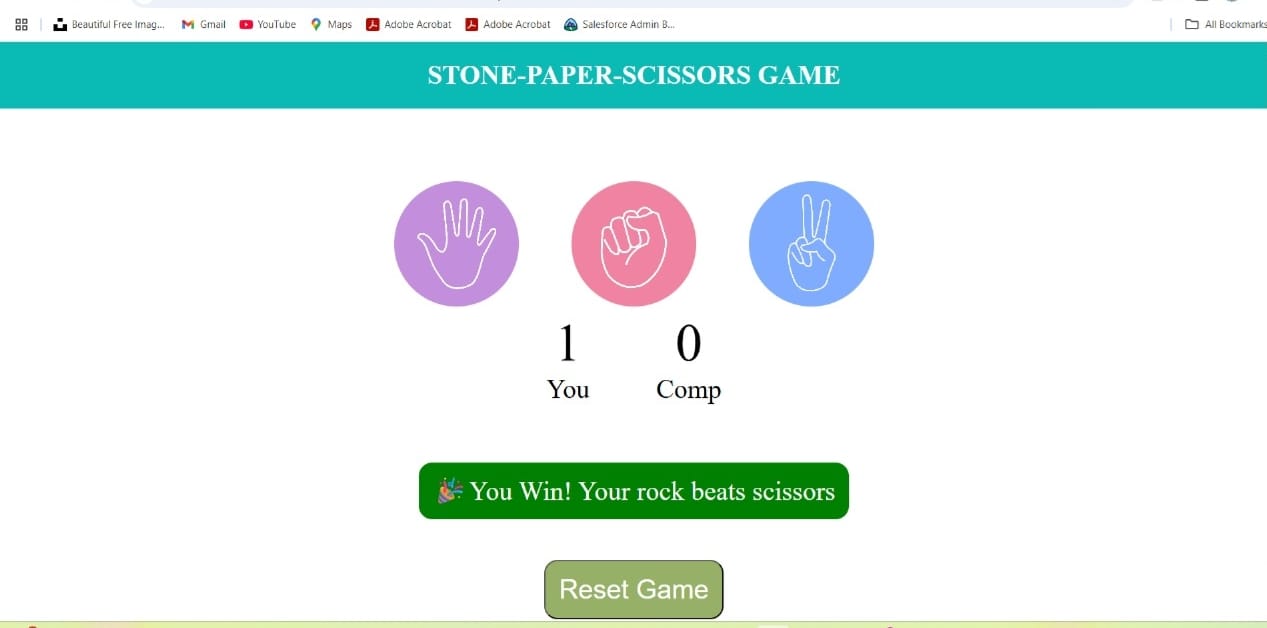 Beautiful Free Imag... Gmail YouTube Maps Adobe Acrobat Adobe Acrobat Salesforce Admin B... All Bookmarks
STONE-PAPER-SCISSORS GAME
1 0
You Comp
🎉 You Win! Your rock beats scissors
Reset Game